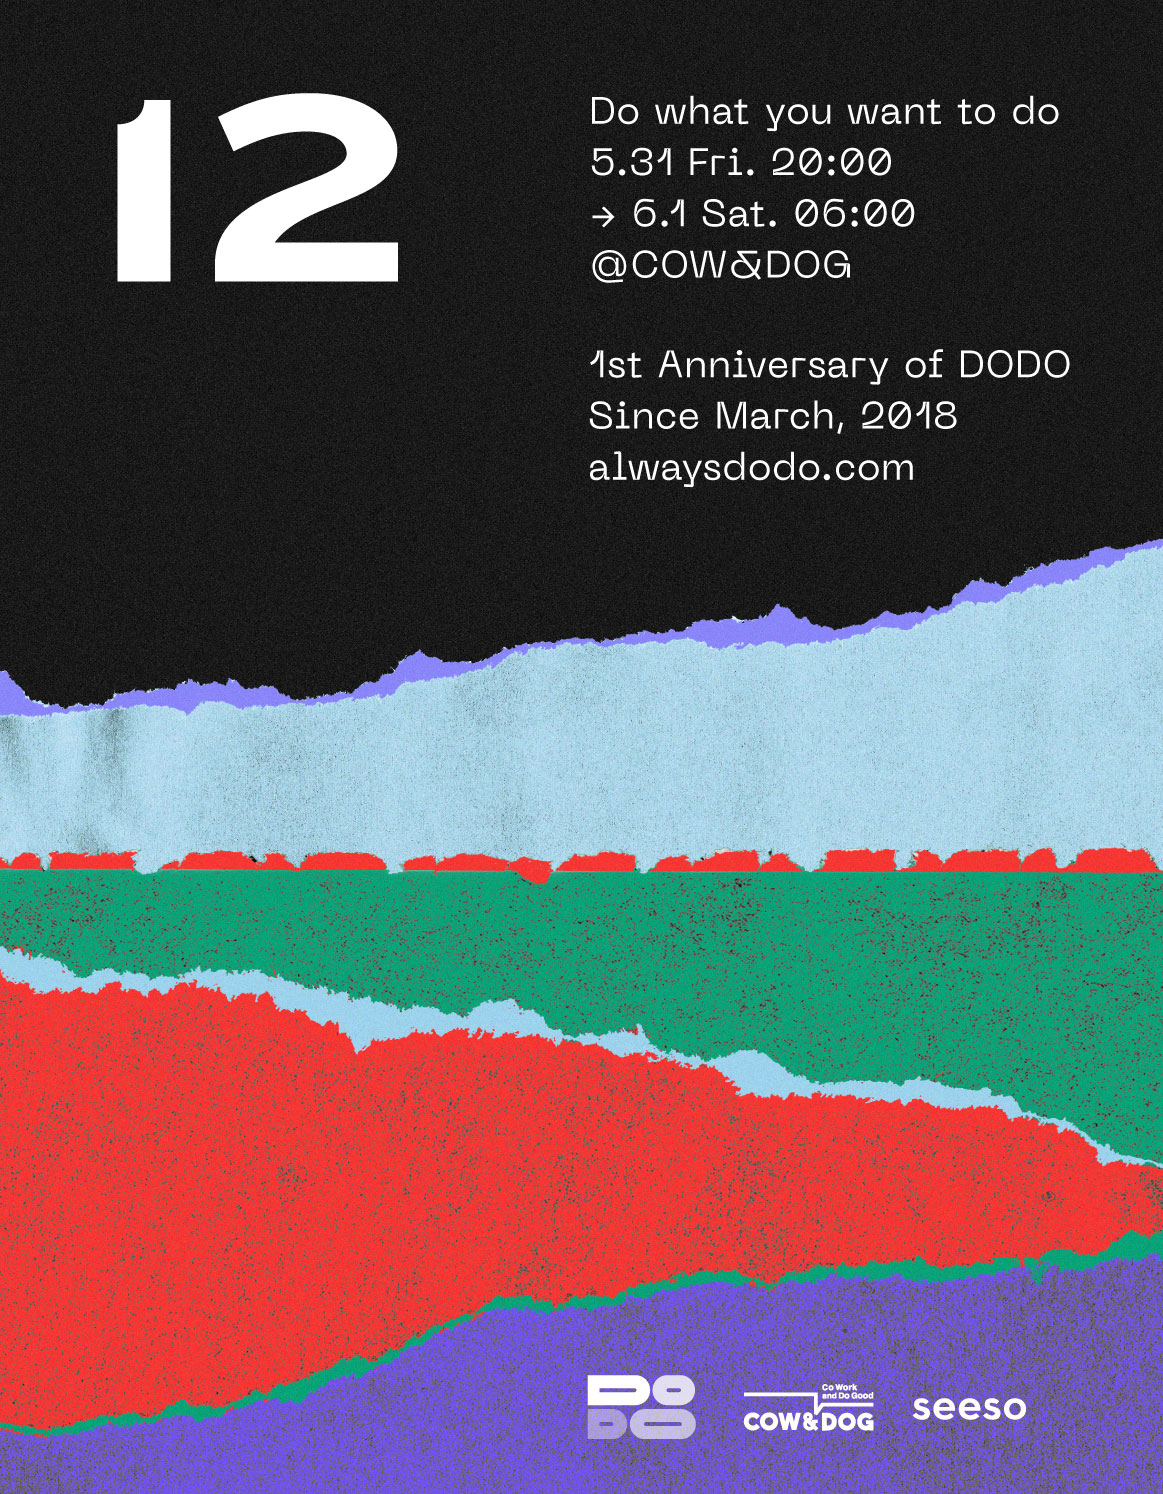 12
Do what you want to do
5.31 Fri. 20:00
→ 6.1 Sat. 06:00
@COW&DOG
1st Anniversary of DODO
Since March, 2018
alwaysdodo.com
DO
DO
Co Work
and Do Good
COW&DOG
seeso